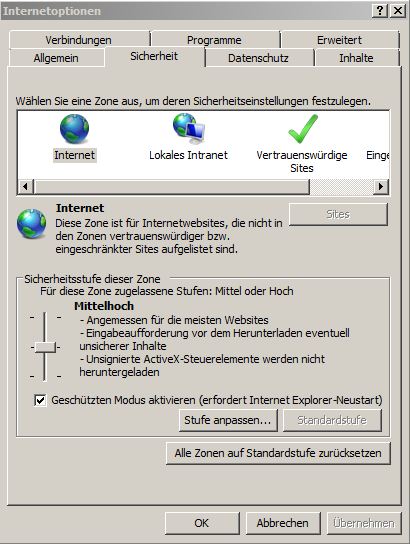 Internetoptionen
Verbindungen Programme Erweitert
Allgemein Sicherheit Datenschutz Inhalte
Wählen Sie eine Zone aus, um deren Sicherheitseinstellungen festzulegen.
Internet Lokales Intranet Vertrauenswürdige Einge
Sites
Internet
Sites
Diese Zone ist für Internetwebsites, die nicht in
den Zonen vertrauenswürdiger bzw.
eingeschränkter Sites aufgelistet sind.
Sicherheitsstufe dieser Zone
Für diese Zone zugelassene Stufen: Mittel oder Hoch
Mittelhoch
- Angemessen für die meisten Websites
- Eingabeaufforderung vor dem Herunterladen eventuell
unsicherer Inhalte
- Unsignierte ActiveX-Steuerelemente werden nicht
heruntergeladen
Geschützten Modus aktivieren (erfordert Internet Explorer-Neustart)
Stufe anpassen... Standardstufe
Alle Zonen auf Standardstufe zurücksetzen
OK Abbrechen Übernehmen